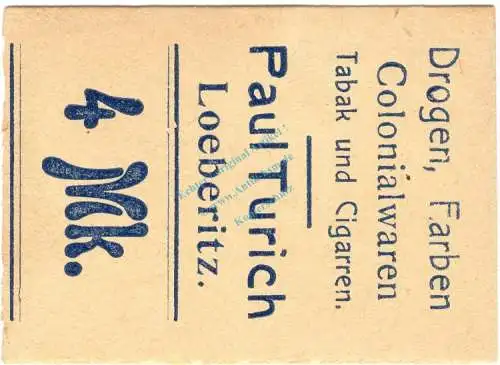 Drogen, Farben
Colonialwaren
Tabak und Cigarren.
Paul Turich
Loeberitz.
4 Mk.